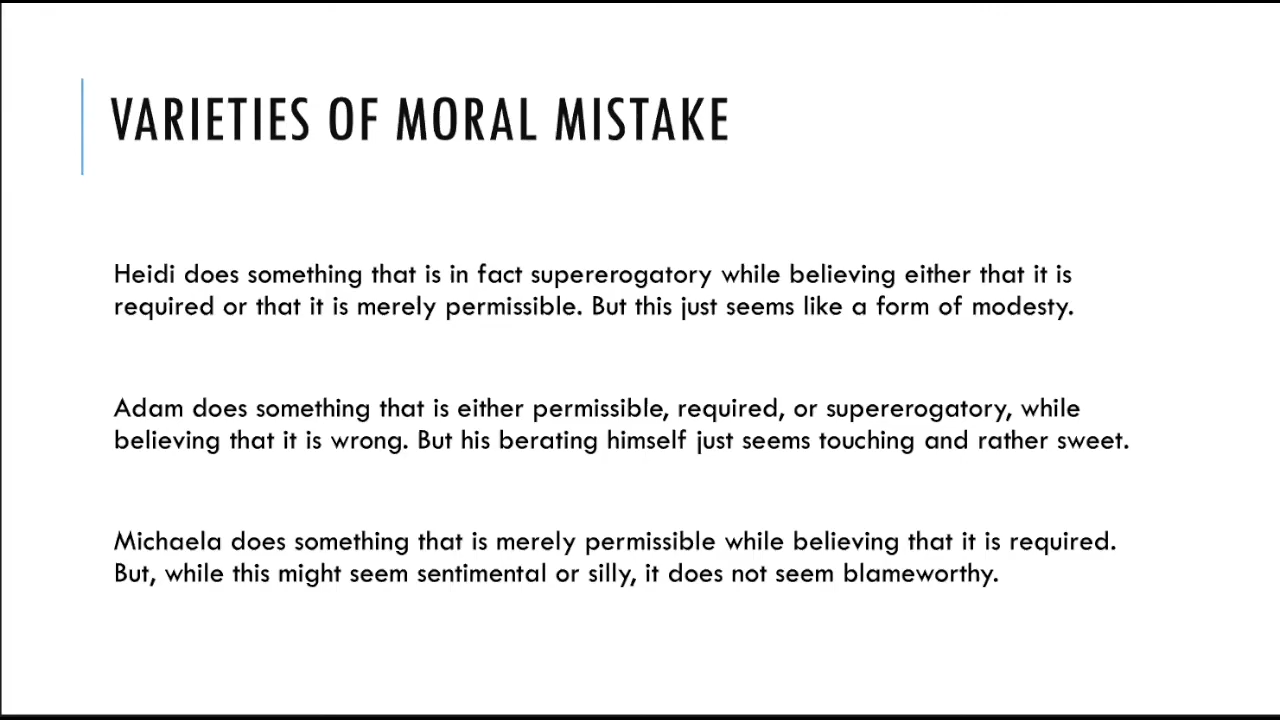 VARIETIES OF MORAL MISTAKE
Heidi does something that is in fact supererogatory while believing either that it is
required or that it is merely permissible. But this just seems like a form of modesty.
Adam does something that is either permissible, required, or supererogatory, while
believing that it is wrong. But his berating himself just seems touching and rather sweet.
Michaela does something that is merely permissible while believing that it is required.
But, while this might seem sentimental or silly, it does not seem blameworthy.